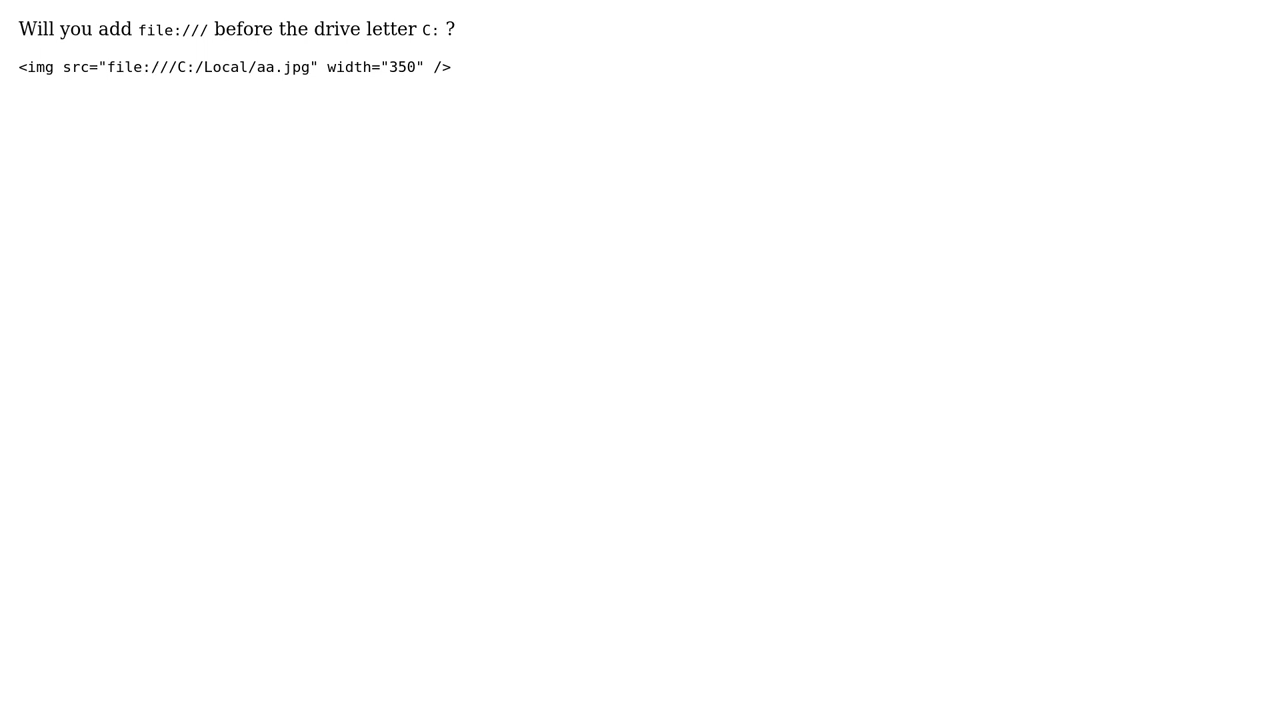 Will you add file:/// before the drive letter C: ?
<img src="file:///C:/Local/aa.jpg" width="350" />